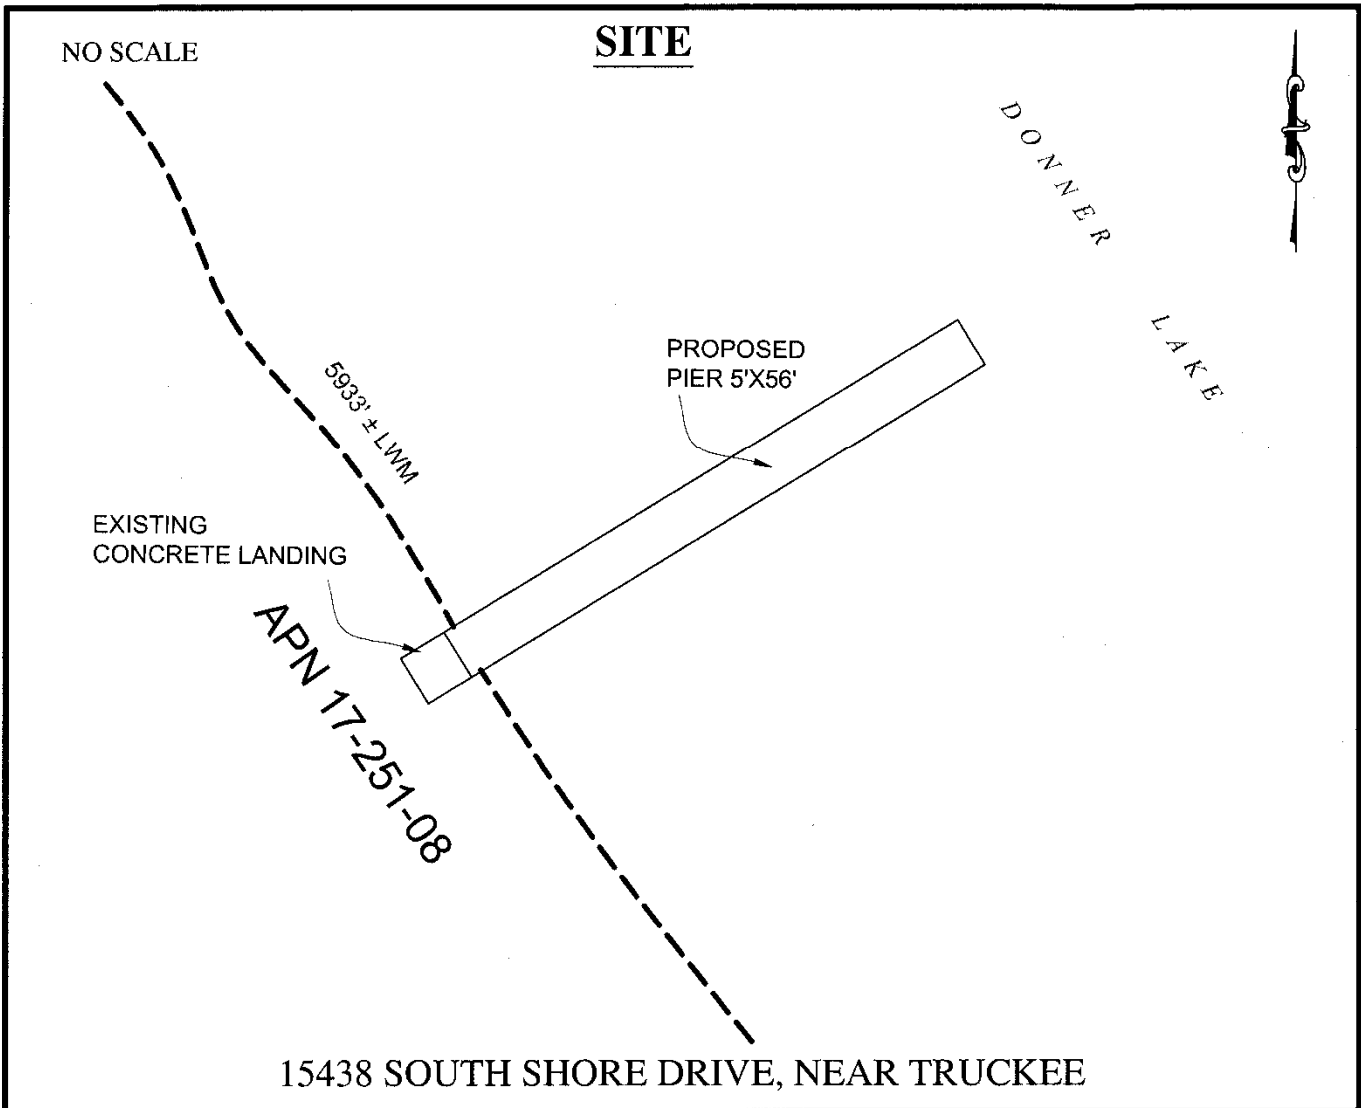 NO SCALE
SITE
DONNER
LAKE
PROPOSED
PIER 5'X56'
5933' ± LWM
EXISTING
CONCRETE LANDING
APN 17-251-08
15438 SOUTH SHORE DRIVE, NEAR TRUCKEE